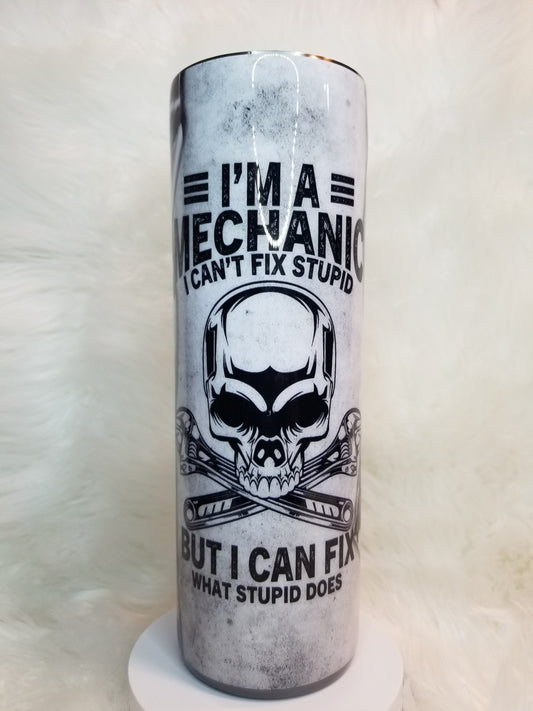 I'M A
MECHANIC
I CAN'T FIX STUPID
BUT I CAN FIX
WHAT STUPID DOES